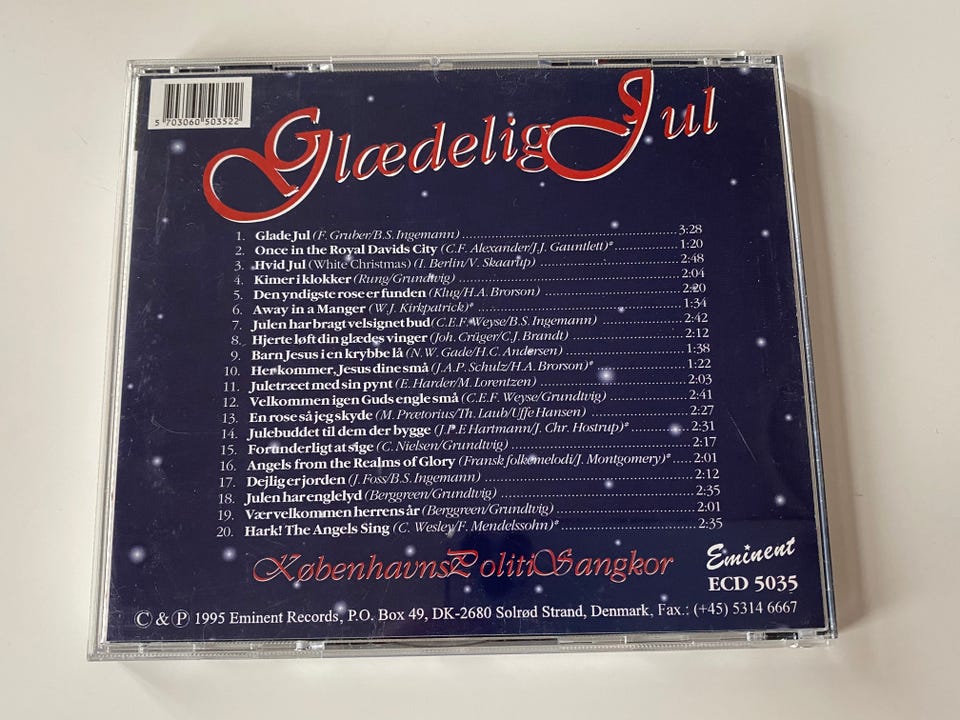 5 703060 503522
Glædelig Jul
1. Glade Jul (F. Gruber/B.S. Ingemann) 3:28
2. Once in the Royal Davids City (C.F. Alexander/J.J. Gauntlett)* 1:20
3. Hvid Jul (White Christmas) (I. Berlin/V. Skaarup) 2:48
4. Kimer i klokker (Rung/Grundtvig) 2:04
5. Den yndigste rose er funden (Klug/H.A. Brorson) 2:20
6. Away in a Manger (W.J. Kirkpatrick)* 1:34
7. Julen har bragt velsignet bud (C.E.F. Weyse/B.S. Ingemann) 2:42
8. Hjerte løft din glædes vinger (Joh. Crüger/C.J. Brandt) 2:12
9. Barn Jesus i en krybbe lå (N.W. Gade/H.C. Andersen) 1:38
10. Her kommer, Jesus dine små (J.A.P. Schulz/H.A. Brorson)* 1:22
11. Juletræet med sin pynt (E. Harder/M. Lorentzen) 2:03
12. Velkommen igen Guds engle små (C.E.F. Weyse/Grundtvig) 2:41
13. En rose så jeg skyde (M. Prætorius/Th. Laub/Uffe Hansen) 2:27
14. Julebuddet til dem der bygge (J.P.E Hartmann/J. Chr. Hostrup)* 2:31
15. Forunderligt at sige (C. Nielsen/Grundtvig) 2:17
16. Angels from the Realms of Glory (Fransk folkemelodi/J. Montgomery)* 2:01
17. Dejlig er jorden (J. Foss/B.S. Ingemann) 2:12
18. Julen har englelyd (Berggreen/Grundtvig) 2:35
19. Vær velkommen herrens år (Berggreen/Grundtvig) 2:01
20. Hark! The Angels Sing (C. Wesley/F. Mendelssohn)* 2:35
KøbenhavnsPolitiSangkor
Eminent
ECD 5035
© & ℗ 1995 Eminent Records, P.O. Box 49, DK-2680 Solrød Strand, Denmark, Fax.: (+45) 5314 6667